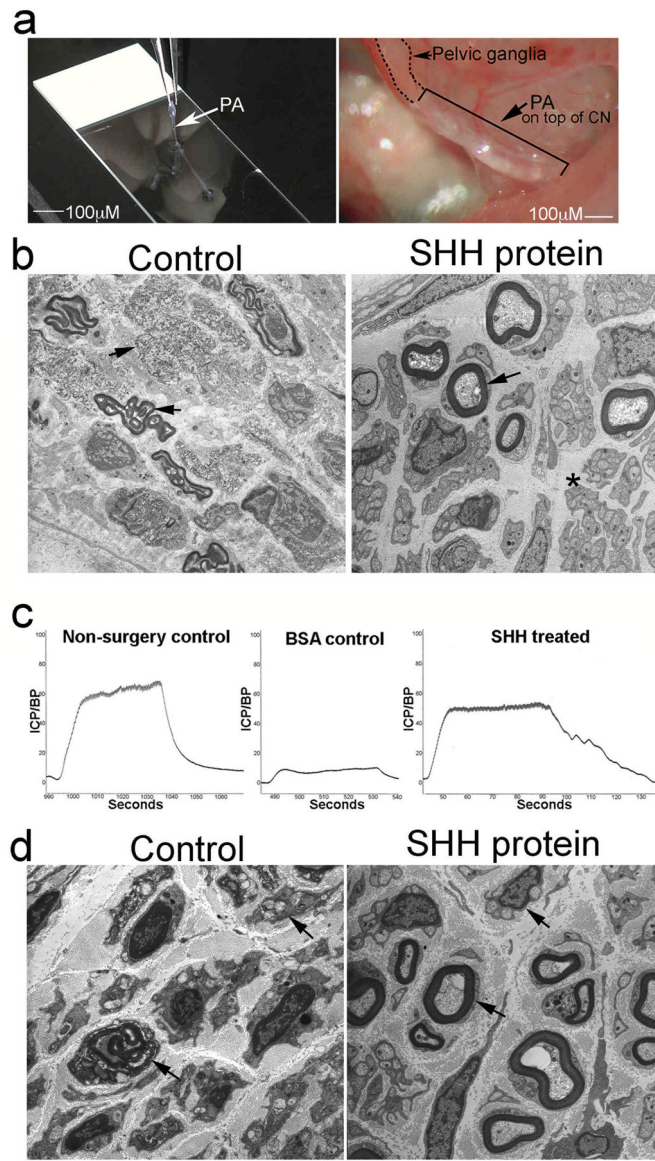 a
PA
100μM
Pelvic ganglia
PA
on top of CN
100μM
b
Control
SHH protein
*
c
Non-surgery control
BSA control
SHH treated
100
80
60
40
20
0
ICP/BP
990 1000 1010 1020 1030 1040 1060
Seconds
100
80
60
40
20
0
ICP/BP
490 500 510 520 530 540
Seconds
100
80
60
40
20
0
ICP/BP
50 60 70 80 90 100 110 120
Seconds
d
Control
SHH protein